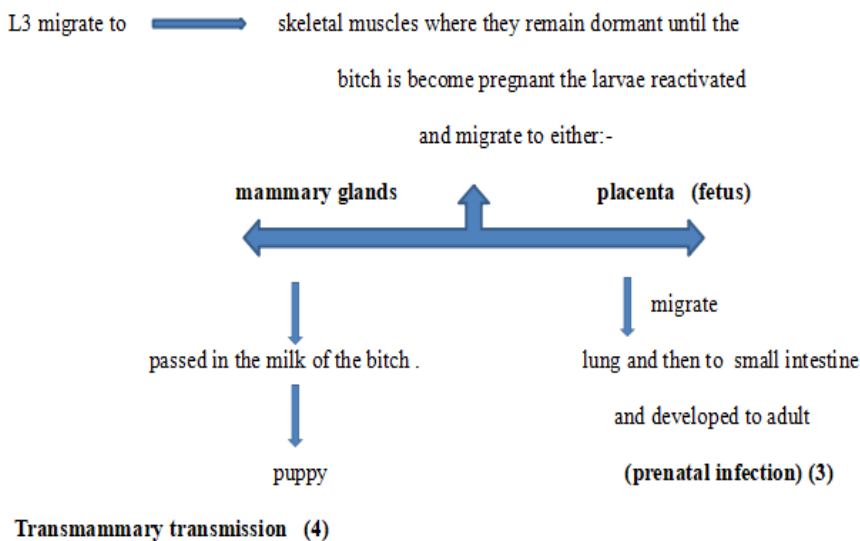 L3 migrate to skeletal muscles where they remain dormant until the
bitch is become pregnant the larvae reactivated
and migrate to either:-
mammary glands placenta (fetus)
migrate
passed in the milk of the bitch . lung and then to small intestine
and developed to adult
puppy (prenatal infection) (3)
Transmammary transmission (4)